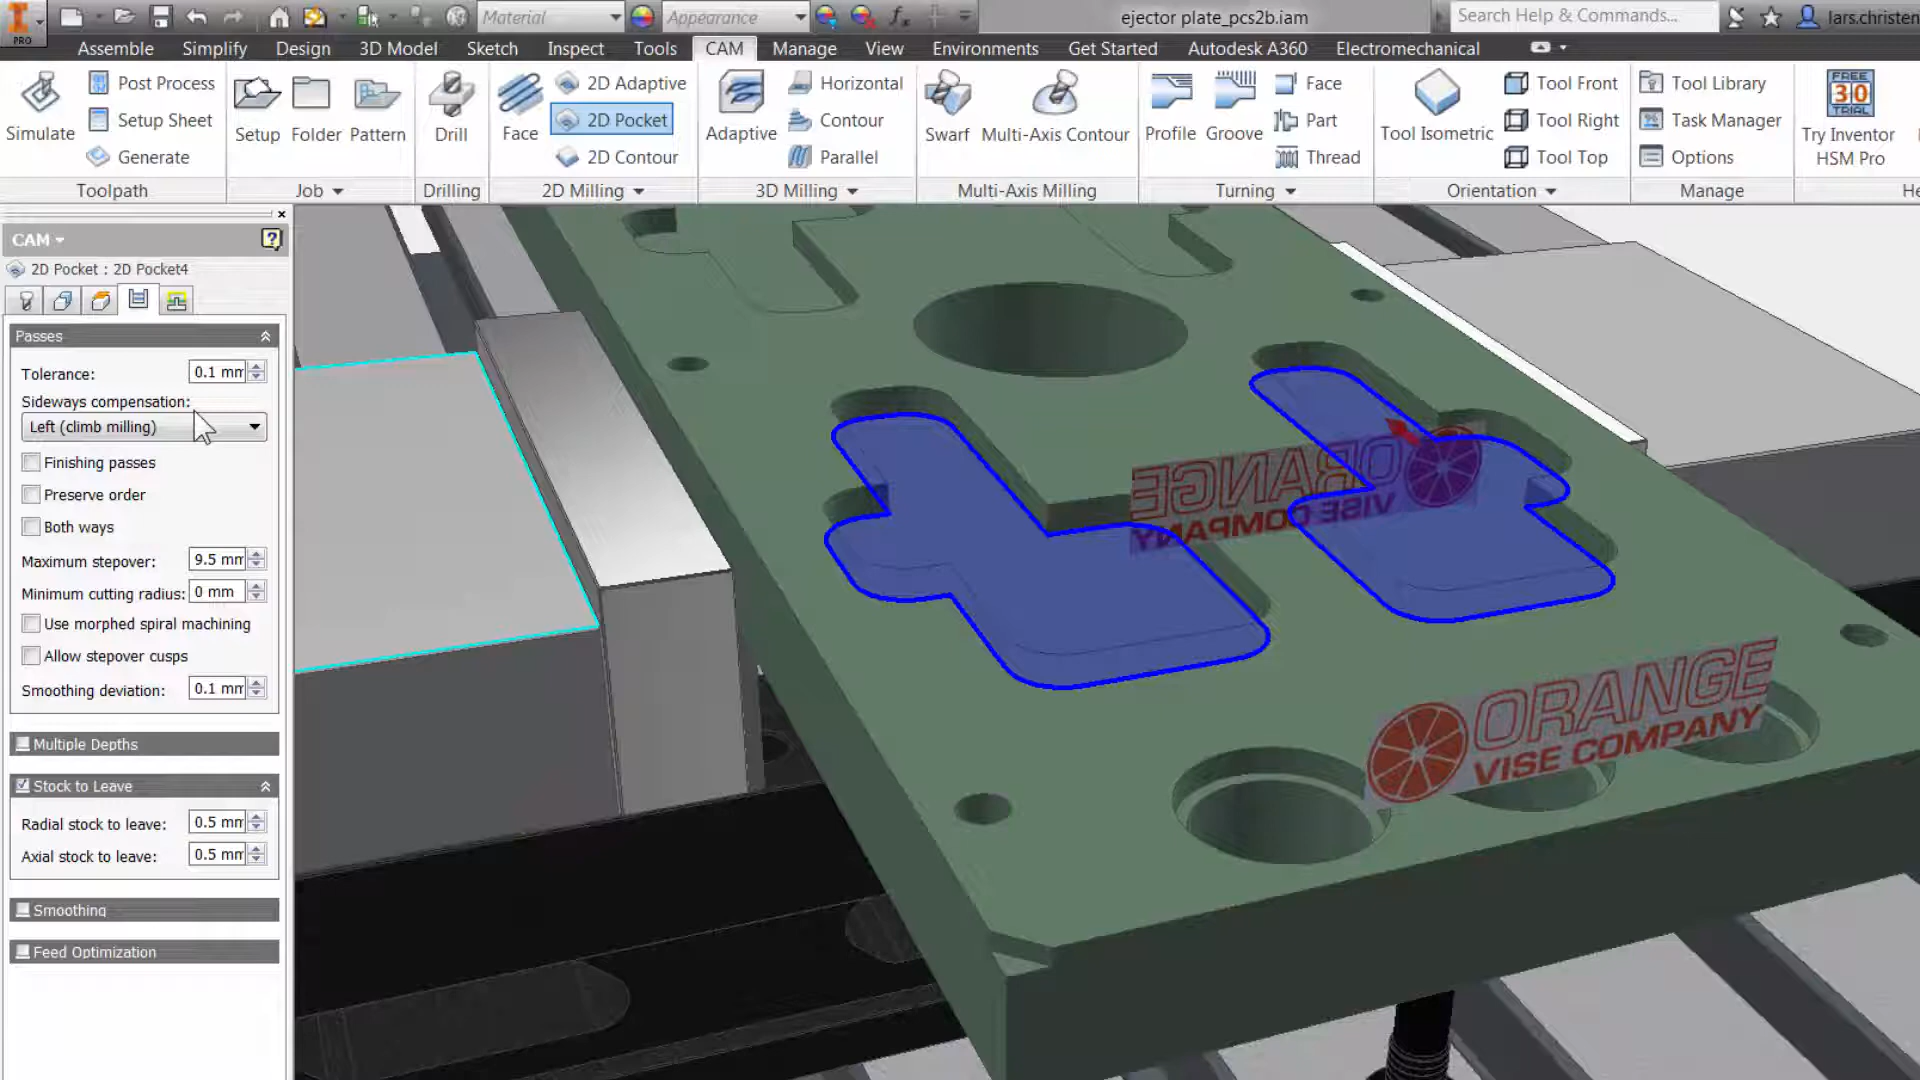 PRO
Material
Appearance
ejector plate_pcs2b.iam
Search Help & Commands...
lars.christen
Assemble
Simplify
Design
3D Model
Sketch
Inspect
Tools
CAM
Manage
View
Environments
Get Started
Autodesk A360
Electromechanical
Simulate
Post Process
Setup Sheet
Generate
Toolpath
Setup
Folder
Pattern
Job
Drill
Drilling
Face
2D Adaptive
2D Pocket
2D Contour
2D Milling
Adaptive
Horizontal
Contour
Parallel
3D Milling
Swarf
Multi-Axis Contour
Multi-Axis Milling
Profile
Groove
Face
Part
Thread
Turning
Tool Isometric
Tool Front
Tool Right
Tool Top
Orientation
Tool Library
Task Manager
Options
Manage
FREE
30
TRIAL
Try Inventor
HSM Pro
He
CAM
2D Pocket : 2D Pocket4
Passes
Tolerance:
0.1 mm
Sideways compensation:
Left (climb milling)
Finishing passes
Preserve order
Both ways
Maximum stepover:
9.5 mm
Minimum cutting radius:
0 mm
Use morphed spiral machining
Allow stepover cusps
Smoothing deviation:
0.1 mm
Multiple Depths
Stock to Leave
Radial stock to leave:
0.5 mm
Axial stock to leave:
0.5 mm
Smoothing
Feed Optimization
ORANGE
VISE COMPANY
ORANGE
VISE COMPANY